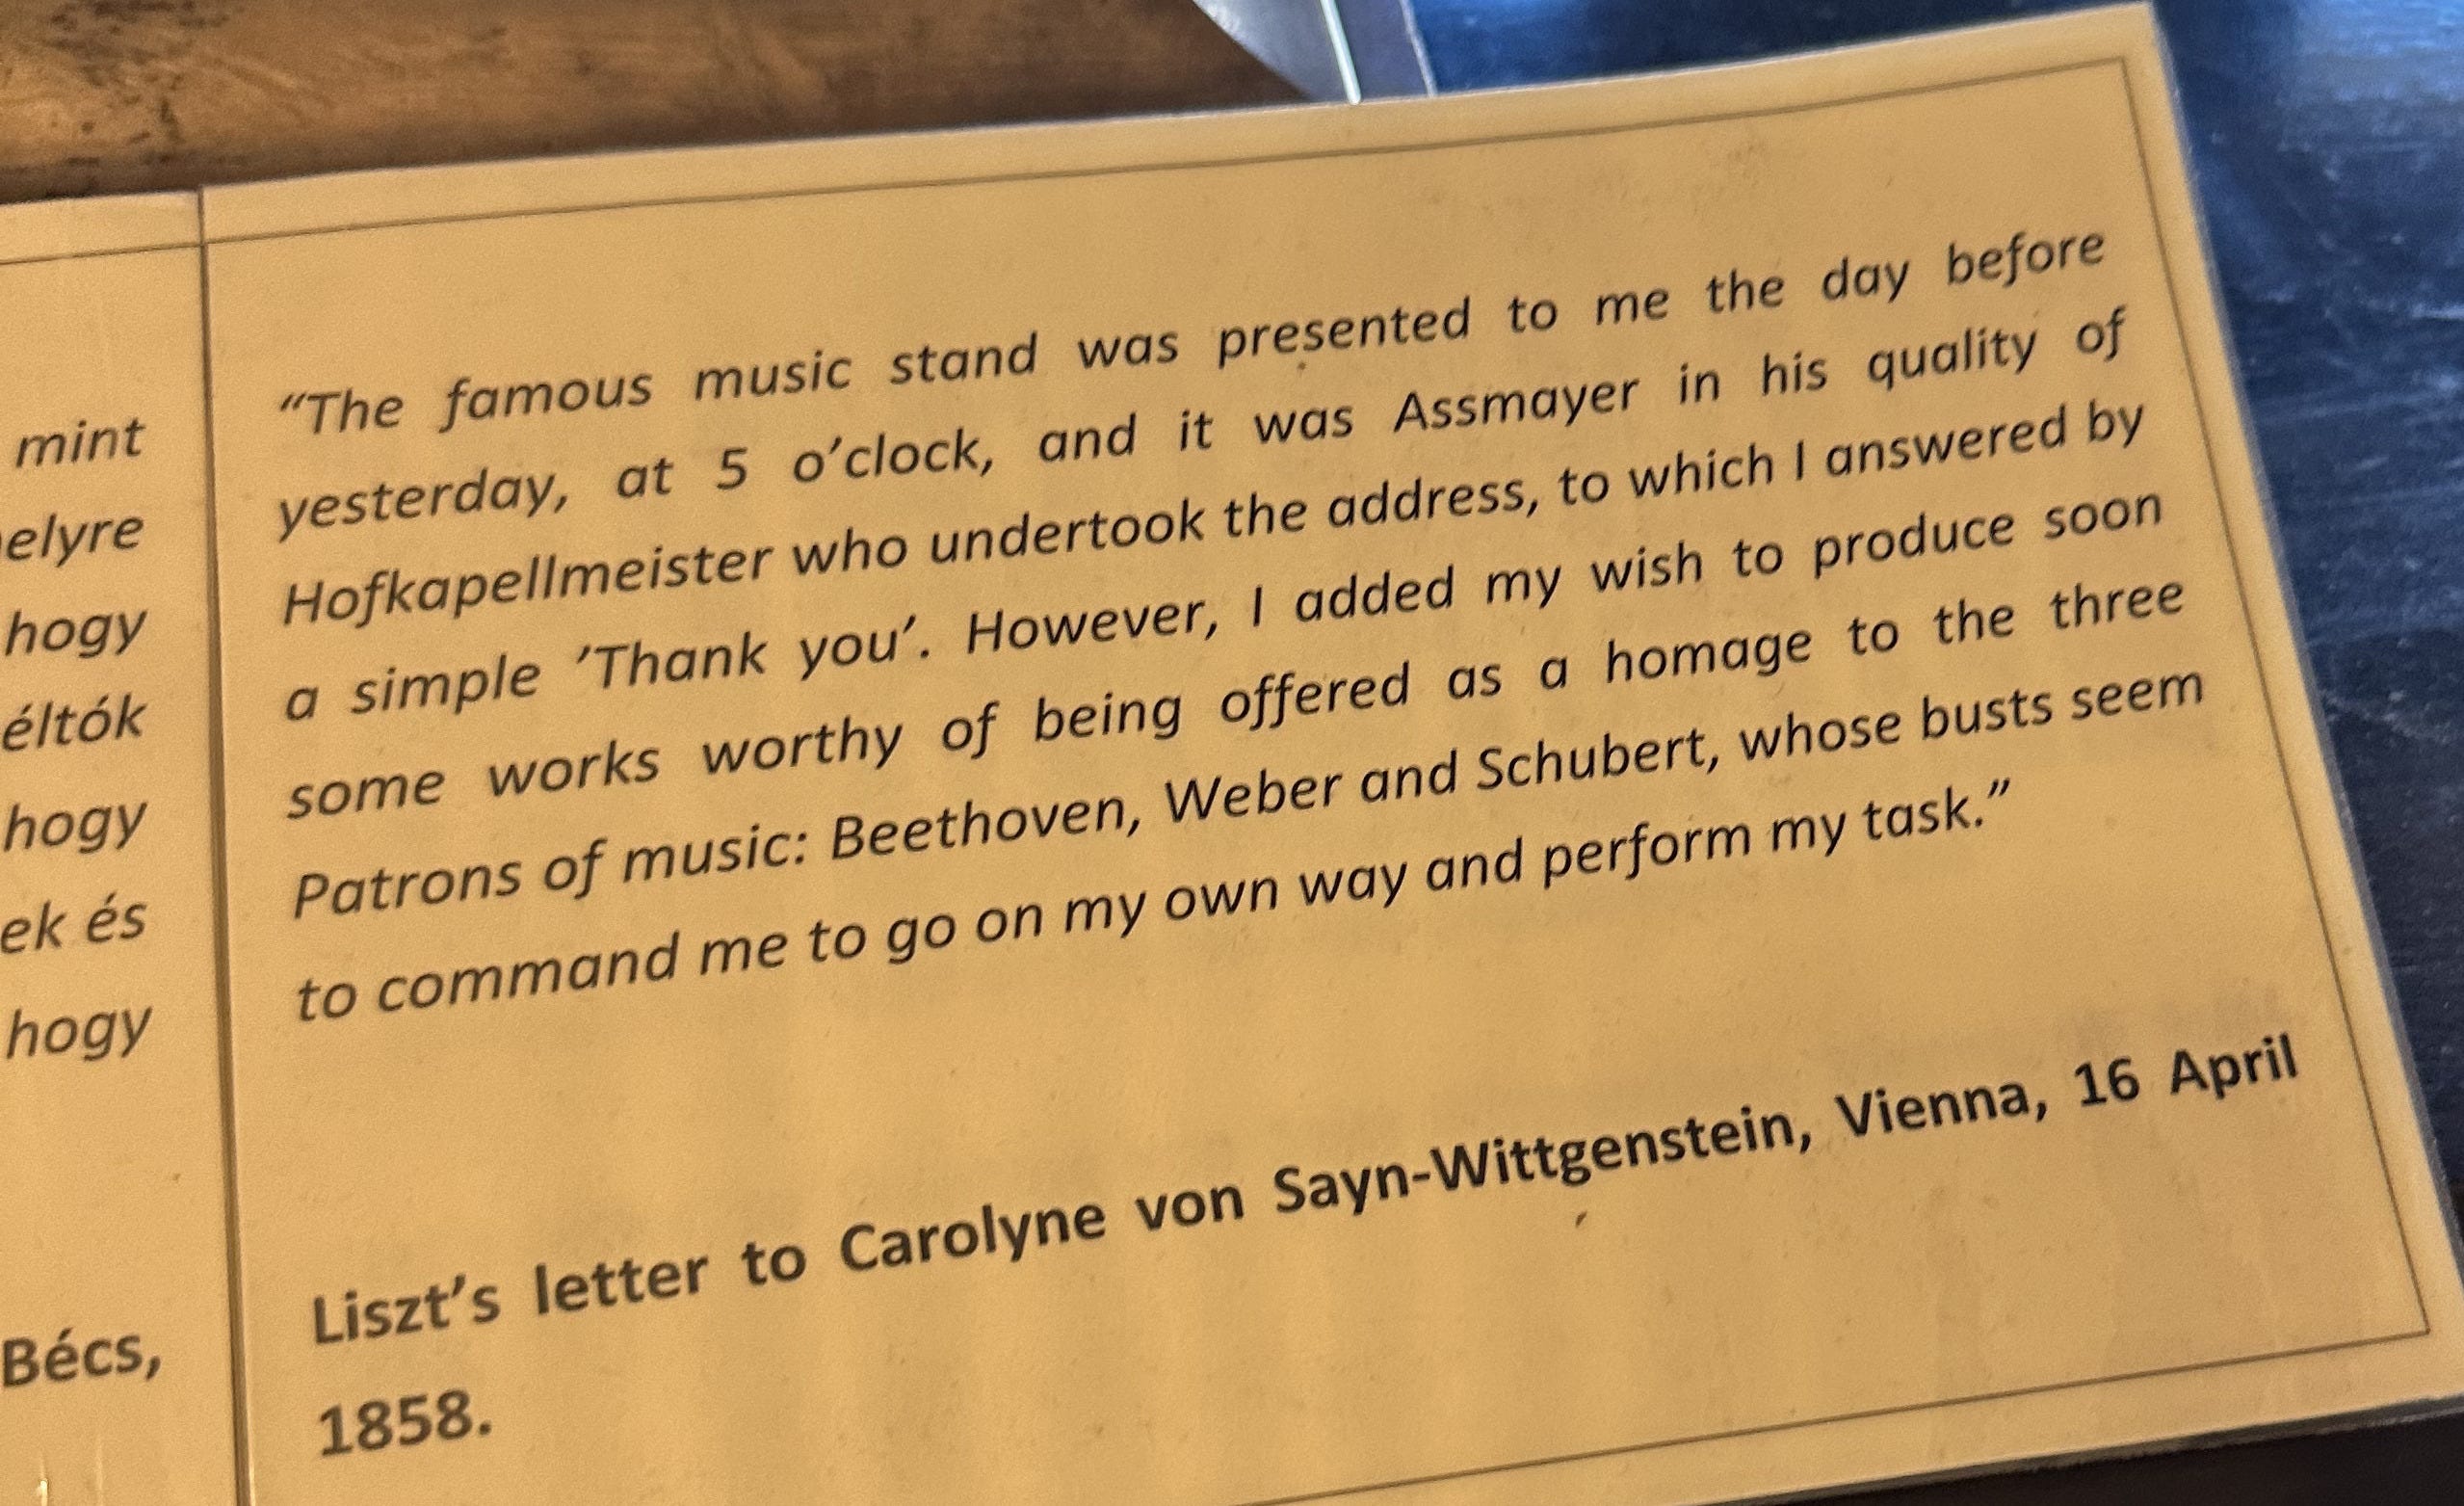 mint
hogy
hogy
ek és
hogy
Bécs,
“The famous music stand was presented to me the day before
yesterday, at 5 o’clock, and it was Assmayer in his quality of
Hofkapellmeister who undertook the address, to which I answered by
a simple ’Thank you’. However, I added my wish to produce soon
some works worthy of being offered as a homage to the three
Patrons of music: Beethoven, Weber and Schubert, whose busts seem
to command me to go on my own way and perform my task.”
Liszt’s letter to Carolyne von Sayn-Wittgenstein, Vienna, 16 April
1858.